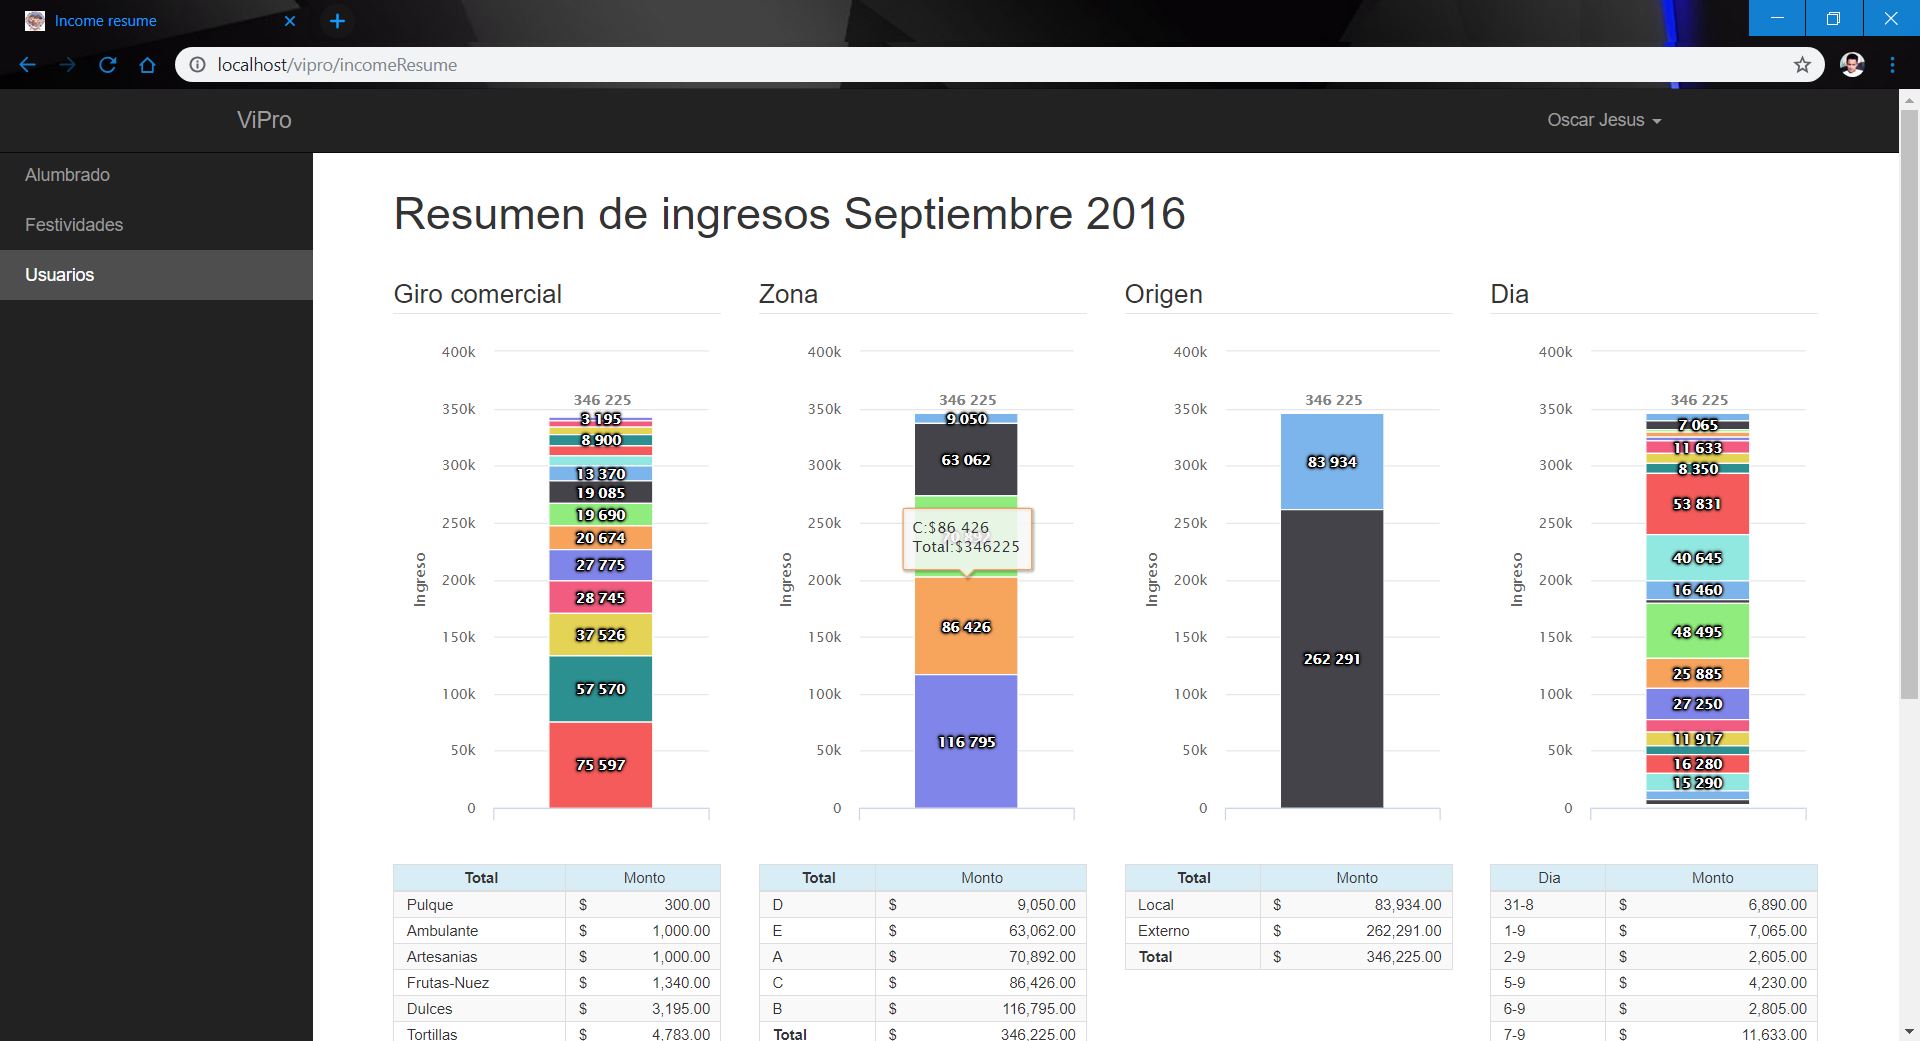 Income resume
localhost/vipro/incomeResume
ViPro
Oscar Jesus
Alumbrado
Festividades
Usuarios
Resumen de ingresos Septiembre 2016
Giro comercial
Ingreso
400k
350k
300k
250k
200k
150k
100k
50k
0
346 225
3 195
8 900
13 370
19 085
19 690
20 674
27 775
28 745
37 526
57 570
75 597
Total Monto
Pulque $ 300.00
Ambulante $ 1,000.00
Artesanias $ 1,000.00
Frutas-Nuez $ 1,340.00
Dulces $ 3,195.00
Tortillas $ 4,783.00
Zona
Ingreso
400k
350k
300k
250k
200k
150k
100k
50k
0
346 225
9 050
63 062
C:$86 426
Total:$346225
86 426
116 795
Total Monto
D $ 9,050.00
E $ 63,062.00
A $ 70,892.00
C $ 86,426.00
B $ 116,795.00
Total $ 346,225.00
Origen
Ingreso
400k
350k
300k
250k
200k
150k
100k
50k
0
346 225
83 934
262 291
Total Monto
Local $ 83,934.00
Externo $ 262,291.00
Total $ 346,225.00
Dia
Ingreso
400k
350k
300k
250k
200k
150k
100k
50k
0
346 225
7 065
11 633
8 350
53 831
40 645
16 460
48 495
25 885
27 250
11 917
16 280
15 290
Dia Monto
31-8 $ 6,890.00
1-9 $ 7,065.00
2-9 $ 2,605.00
5-9 $ 4,230.00
6-9 $ 2,805.00
7-9 $ 11,633.00